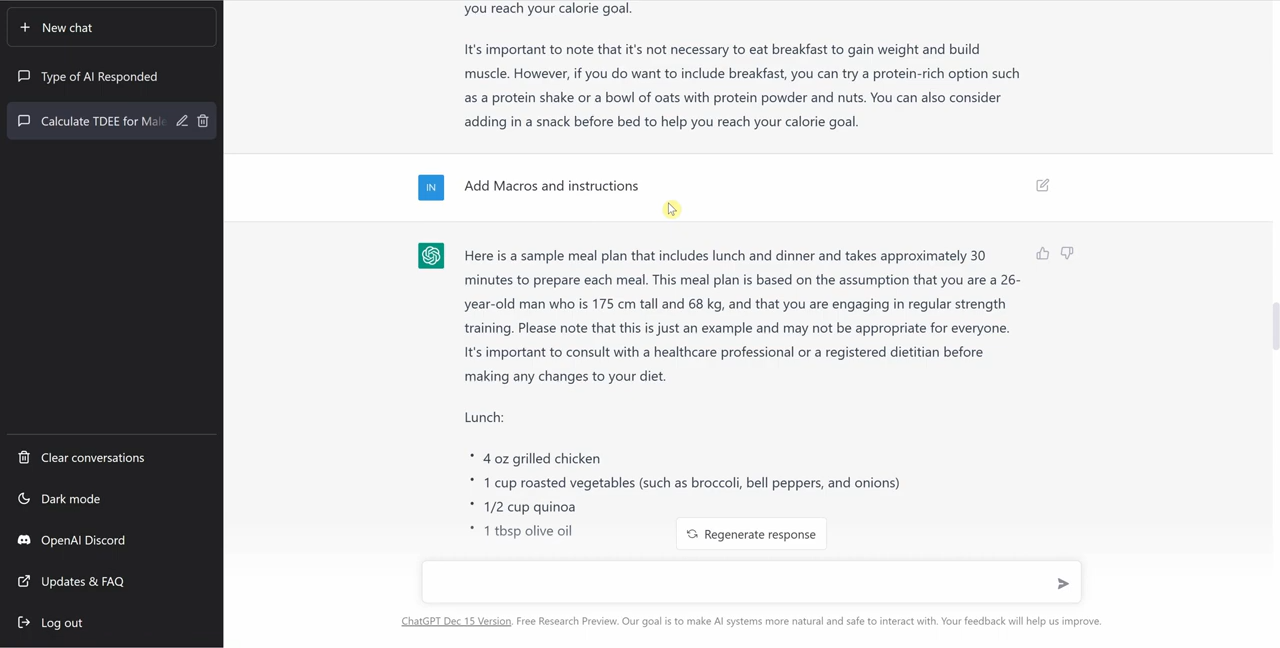 New chat
Type of AI Responded
Calculate TDEE for Male
Clear conversations
Dark mode
OpenAI Discord
Updates & FAQ
Log out
you reach your calorie goal.
It's important to note that it's not necessary to eat breakfast to gain weight and build
muscle. However, if you do want to include breakfast, you can try a protein-rich option such
as a protein shake or a bowl of oats with protein powder and nuts. You can also consider
adding in a snack before bed to help you reach your calorie goal.
IN
Add Macros and instructions
Here is a sample meal plan that includes lunch and dinner and takes approximately 30
minutes to prepare each meal. This meal plan is based on the assumption that you are a 26-
year-old man who is 175 cm tall and 68 kg, and that you are engaging in regular strength
training. Please note that this is just an example and may not be appropriate for everyone.
It's important to consult with a healthcare professional or a registered dietitian before
making any changes to your diet.
Lunch:
• 4 oz grilled chicken
• 1 cup roasted vegetables (such as broccoli, bell peppers, and onions)
• 1/2 cup quinoa
• 1 tbsp olive oil
Regenerate response
ChatGPT Dec 15 Version. Free Research Preview. Our goal is to make AI systems more natural and safe to interact with. Your feedback will help us improve.